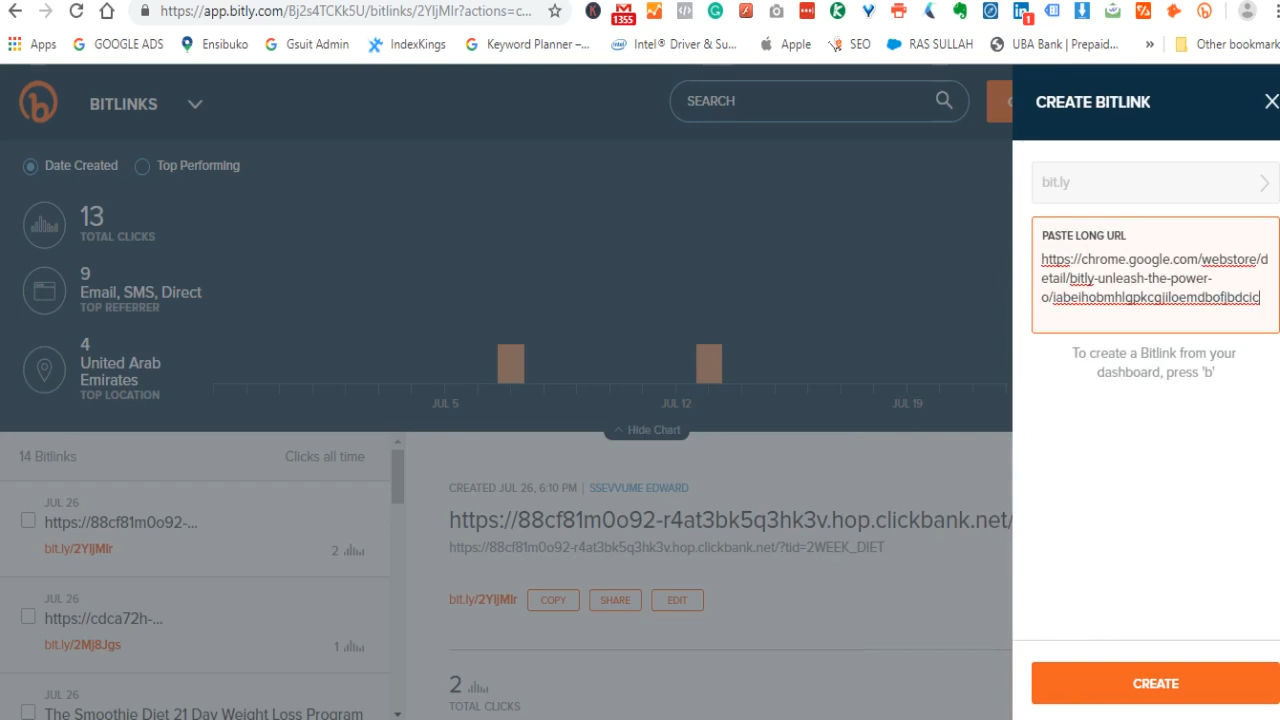 https://app.bitly.com/Bj2s4TCKk5U/bitlinks/2YljMlr?actions=c...
1355
1
Apps
GOOGLE ADS
Ensibuko
Gsuit Admin
IndexKings
Keyword Planner –...
Intel® Driver & Su...
Apple
SEO
RAS SULLAH
UBA Bank | Prepaid...
»
Other bookmark
BITLINKS
SEARCH
C
CREATE BITLINK
Date Created
Top Performing
13
TOTAL CLICKS
9
Email, SMS, Direct
TOP REFERRER
4
United Arab
Emirates
TOP LOCATION
JUL 5
JUL 12
JUL 19
Hide Chart
bit.ly
PASTE LONG URL
https://chrome.google.com/webstore/d
etail/bitly-unleash-the-power-
o/iabeihobmhlgpkcgjiloemdbofjbdcic
To create a Bitlink from your
dashboard, press 'b'
CREATE
14 Bitlinks
Clicks all time
JUL 26
https://88cf81m0o92-...
bit.ly/2YljMlr
2
JUL 26
https://cdca72h-...
bit.ly/2Mj8Jgs
1
JUL 26
The Smoothie Diet 21 Day Weight Loss Program
CREATED JUL 26, 6:10 PM | SSEVVUME EDWARD
https://88cf81m0o92-r4at3bk5q3hk3v.hop.clickbank.net/
https://88cf81m0o92-r4at3bk5q3hk3v.hop.clickbank.net/?tid=2WEEK_DIET
bit.ly/2YljMlr
COPY
SHARE
EDIT
2
TOTAL CLICKS